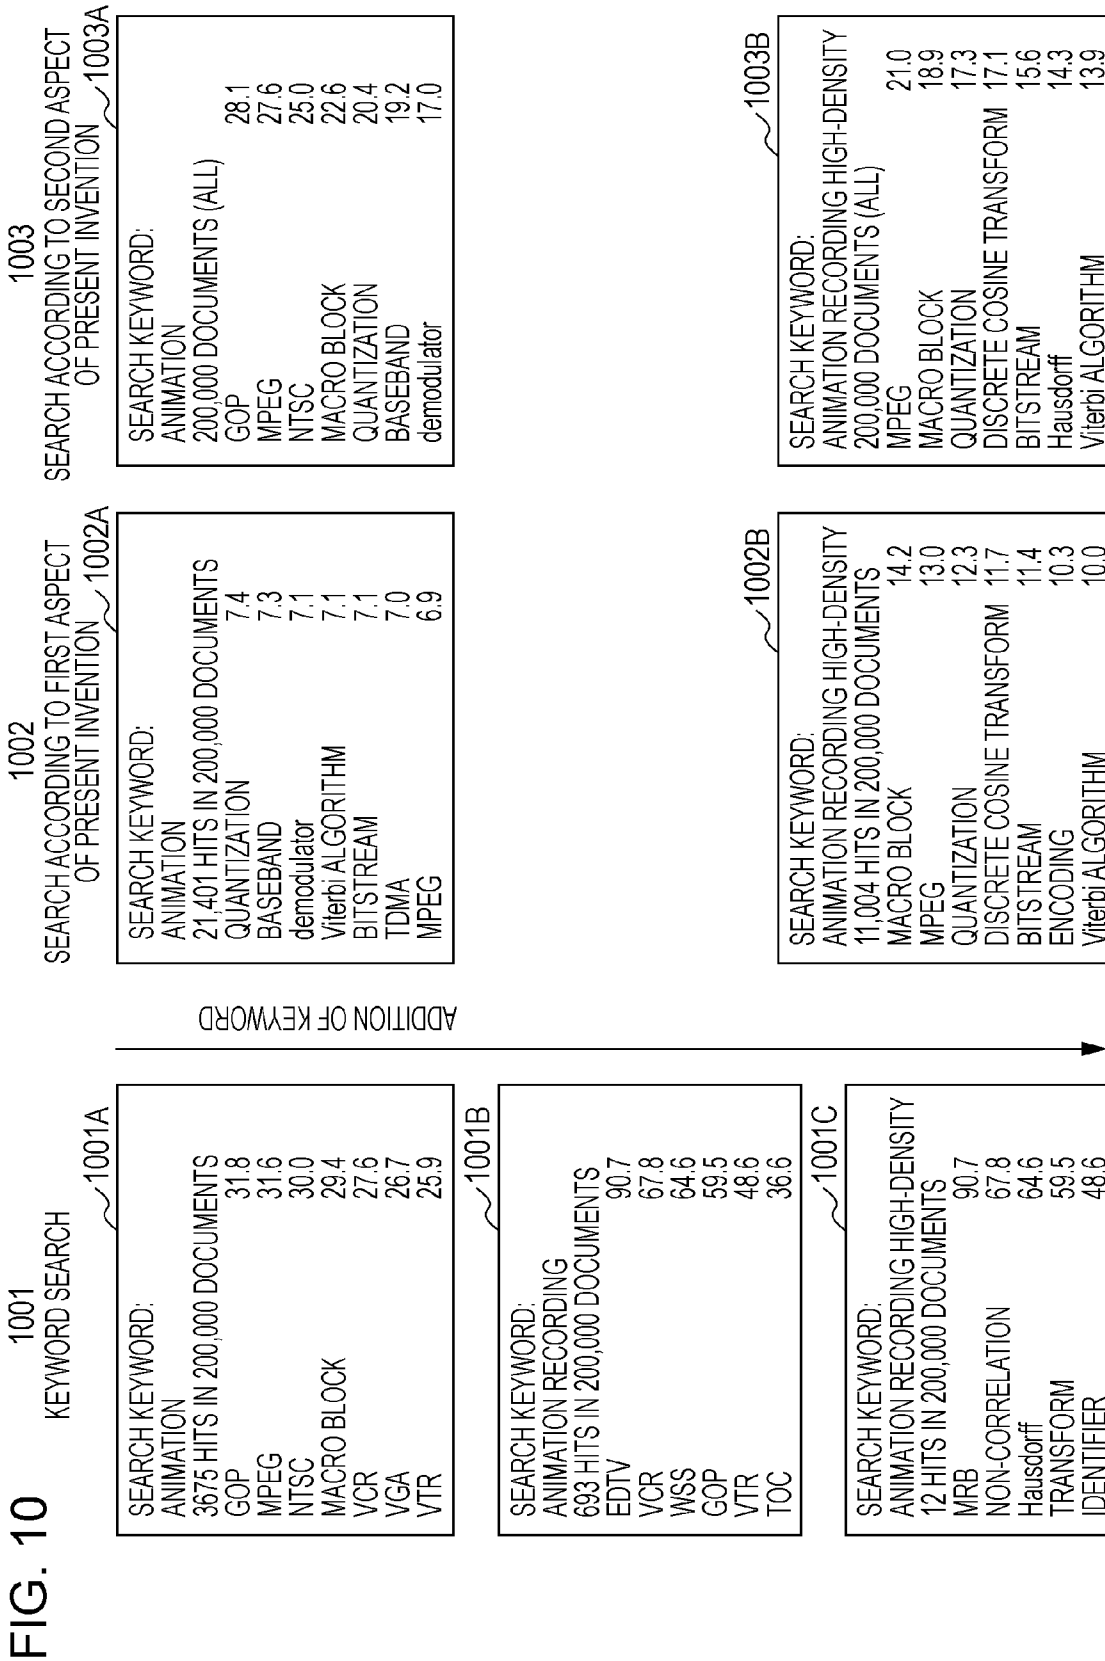 FIG. 10
1001
KEYWORD SEARCH
1001A
SEARCH KEYWORD:
ANIMATION
3675 HITS IN 200,000 DOCUMENTS
GOP 31.8
MPEG 31.6
NTSC 30.0
MACRO BLOCK 29.4
VCR 27.6
VGA 26.7
VTR 25.9
1001B
SEARCH KEYWORD:
ANIMATION RECORDING
693 HITS IN 200,000 DOCUMENTS
EDTV 90.7
VCR 67.8
WSS 64.6
GOP 59.5
VTR 48.6
TOC 36.6
1001C
SEARCH KEYWORD:
ANIMATION RECORDING HIGH-DENSITY
12 HITS IN 200,000 DOCUMENTS
MRB 90.7
NON-CORRELATION 67.8
Hausdorff 64.6
TRANSFORM 59.5
IDENTIFIER 48.6
ADDITION OF KEYWORD
1002
SEARCH ACCORDING TO FIRST ASPECT
OF PRESENT INVENTION
1002A
SEARCH KEYWORD:
ANIMATION
21,401 HITS IN 200,000 DOCUMENTS
QUANTIZATION 7.4
BASEBAND 7.3
demodulator 7.1
Viterbi ALGORITHM 7.1
BITSTREAM 7.1
TDMA 7.0
MPEG 6.9
1002B
SEARCH KEYWORD:
ANIMATION RECORDING HIGH-DENSITY
11,004 HITS IN 200,000 DOCUMENTS
MACRO BLOCK 14.2
MPEG 13.0
QUANTIZATION 12.3
DISCRETE COSINE TRANSFORM 11.7
BITSTREAM 11.4
ENCODING 10.3
Viterbi ALGORITHM 10.0
1003
SEARCH ACCORDING TO SECOND ASPECT
OF PRESENT INVENTION
1003A
SEARCH KEYWORD:
ANIMATION
200,000 DOCUMENTS (ALL)
GOP 28.1
MPEG 27.6
NTSC 25.0
MACRO BLOCK 22.6
QUANTIZATION 20.4
BASEBAND 19.2
demodulator 17.0
1003B
SEARCH KEYWORD:
ANIMATION RECORDING HIGH-DENSITY
200,000 DOCUMENTS (ALL)
MPEG 21.0
MACRO BLOCK 18.9
QUANTIZATION 17.3
DISCRETE COSINE TRANSFORM 17.1
BITSTREAM 15.6
Hausdorff 14.3
Viterbi ALGORITHM 13.9